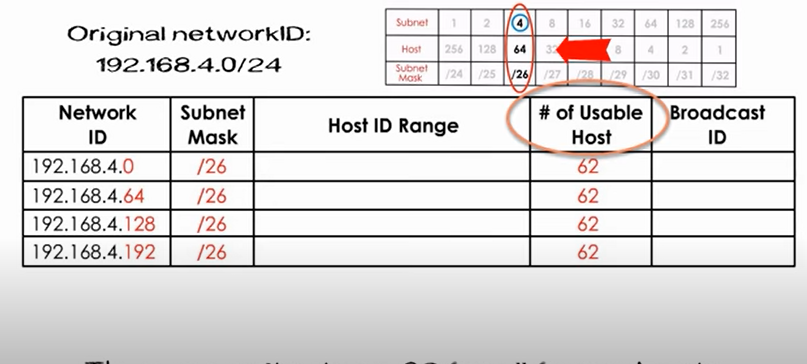 Original networkID:
192.168.4.0/24
Subnet 1 2 4 8 16 32 64 128 256
Host 256 128 64 32 8 4 2 1
Subnet Mask /24 /25 /26 /27 /28 /29 /30 /31 /32
Network ID Subnet Mask Host ID Range # of Usable Host Broadcast ID
192.168.4.0 /26 62
192.168.4.64 /26 62
192.168.4.128 /26 62
192.168.4.192 /26 62